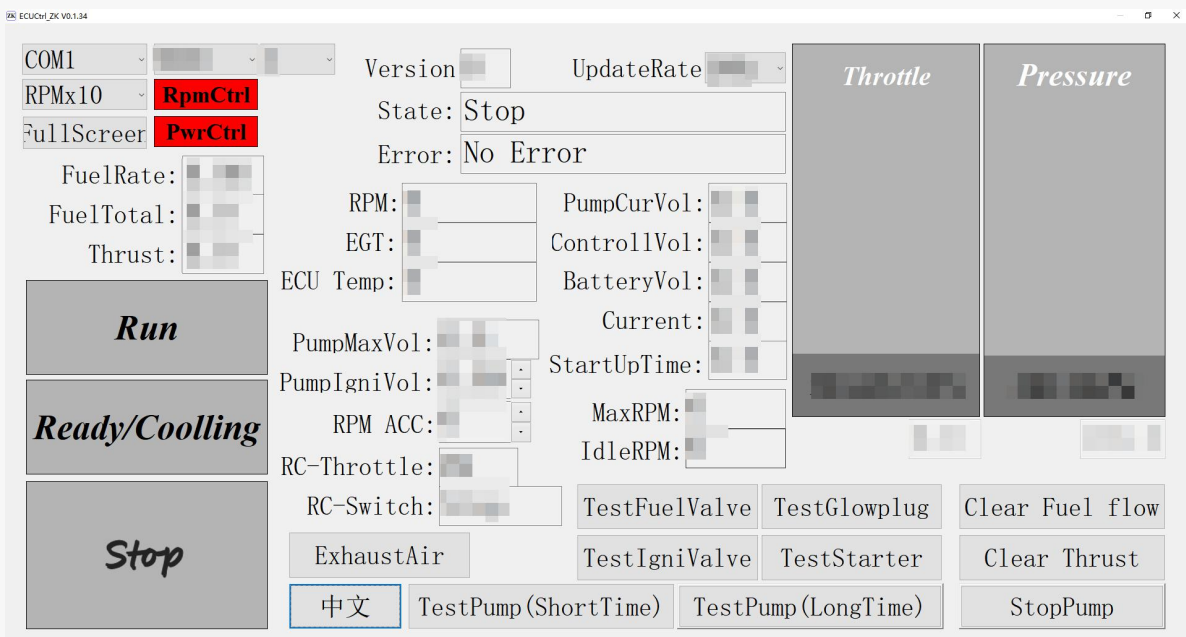 ZK ECUCtrl_ZK V0.1.34
COM1
RPMx10 RpmCtrl
FullScreen PwrCtrl
FuelRate:
FuelTotal:
Thrust:
Run
Ready/Coolling
Stop
Version UpdateRate
State: Stop
Error: No Error
RPM: PumpCurVol:
EGT: ControllVol:
ECU Temp: BatteryVol:
Current:
PumpMaxVol:
StartUpTime:
PumpIgniVol:
RPM ACC: MaxRPM:
RC-Throttle: IdleRPM:
RC-Switch:
Throttle Pressure
TestFuelValve TestGlowplug Clear Fuel flow
ExhaustAir TestIgniValve TestStarter Clear Thrust
中文 TestPump(ShortTime) TestPump(LongTime) StopPump